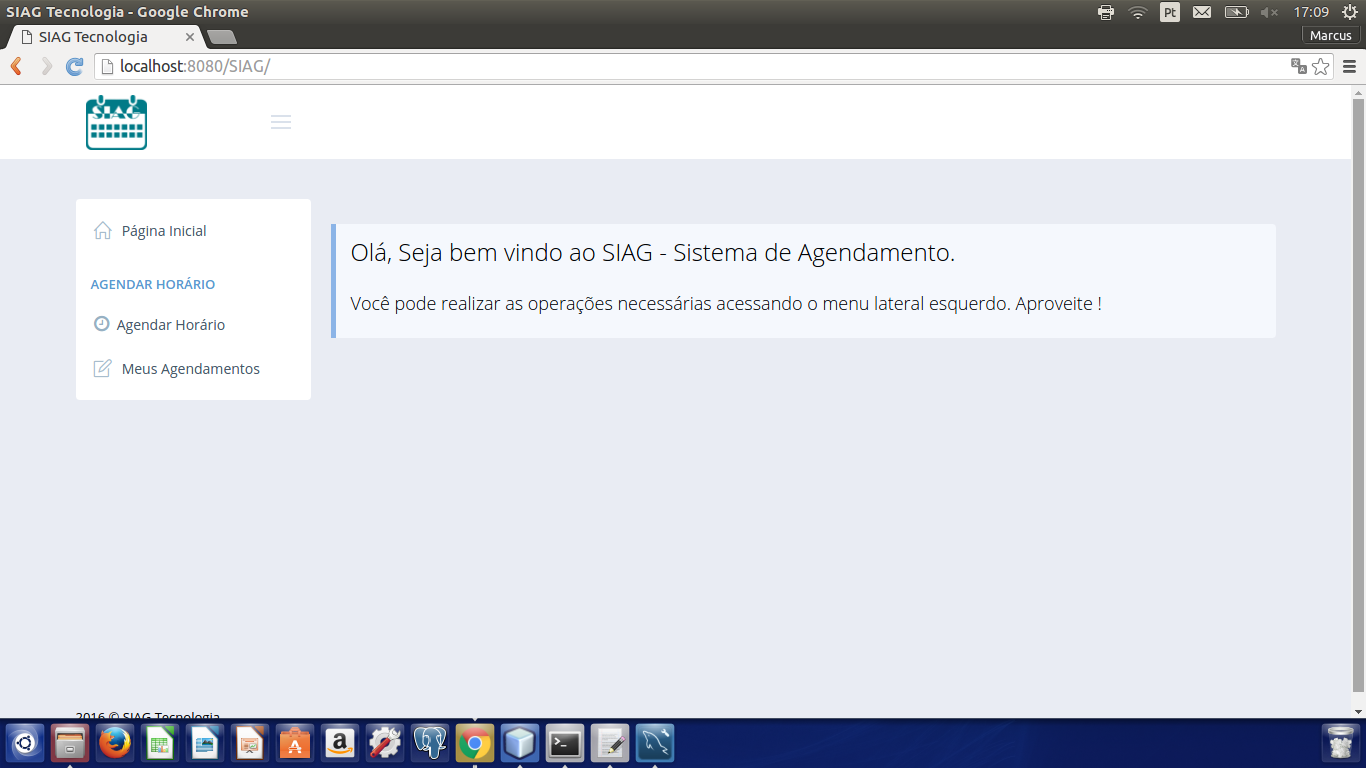 SIAG Tecnologia - Google Chrome
Pt
17:09
SIAG Tecnologia
Marcus
localhost:8080/SIAG/
SIAG
Página Inicial
Olá, Seja bem vindo ao SIAG - Sistema de Agendamento.
AGENDAR HORÁRIO
Você pode realizar as operações necessárias acessando o menu lateral esquerdo. Aproveite !
Agendar Horário
Meus Agendamentos
2016 © SIAG Tecnologia